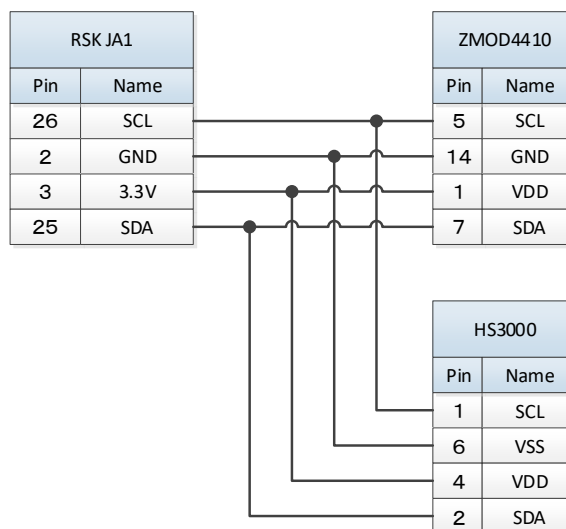 RSK JA1
Pin Name
26 SCL
2 GND
3 3.3V
25 SDA
ZMOD4410
Pin Name
5 SCL
14 GND
1 VDD
7 SDA
HS3000
Pin Name
1 SCL
6 VSS
4 VDD
2 SDA